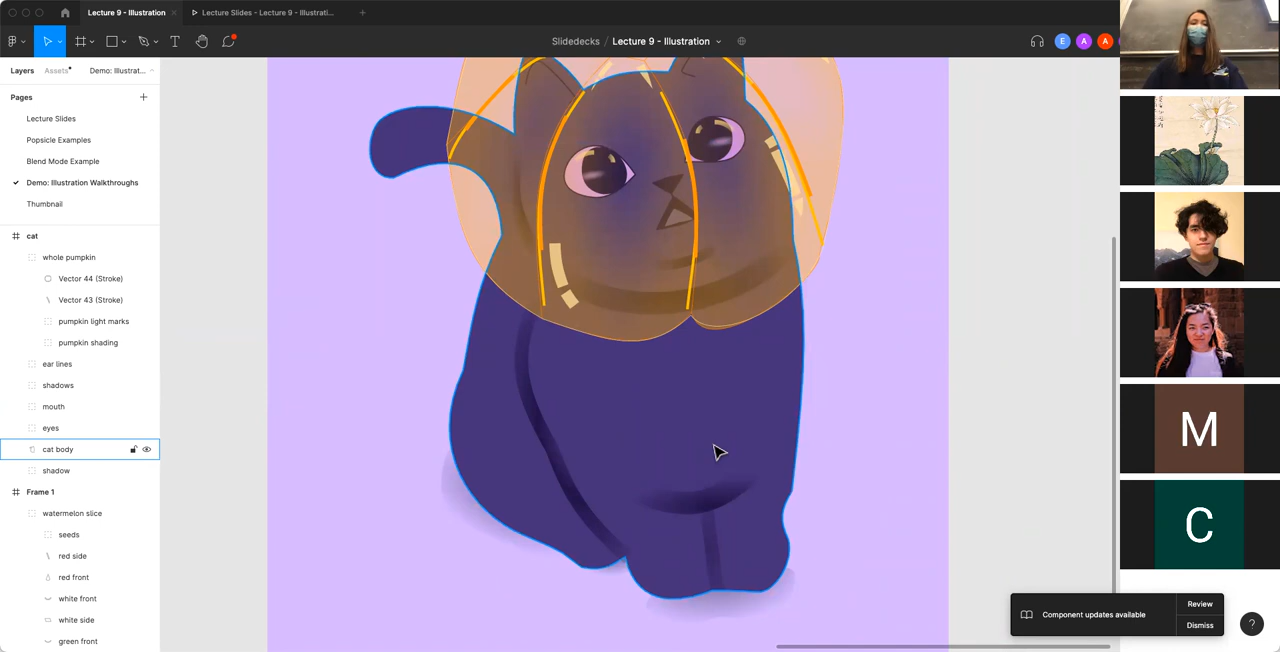 Lecture 9 - Illustration
Lecture Slides - Lecture 9 - Illustrati...
Slidedecks / Lecture 9 - Illustration
E A A
Layers Assets Demo: Illustrat...
Pages
Lecture Slides
Popsicle Examples
Blend Mode Example
Demo: Illustration Walkthroughs
Thumbnail
cat
whole pumpkin
Vector 44 (Stroke)
Vector 43 (Stroke)
pumpkin light marks
pumpkin shading
ear lines
shadows
mouth
eyes
cat body
shadow
Frame 1
watermelon slice
seeds
red side
red front
white front
white side
green front
M
C
Component updates available
Review
Dismiss
?